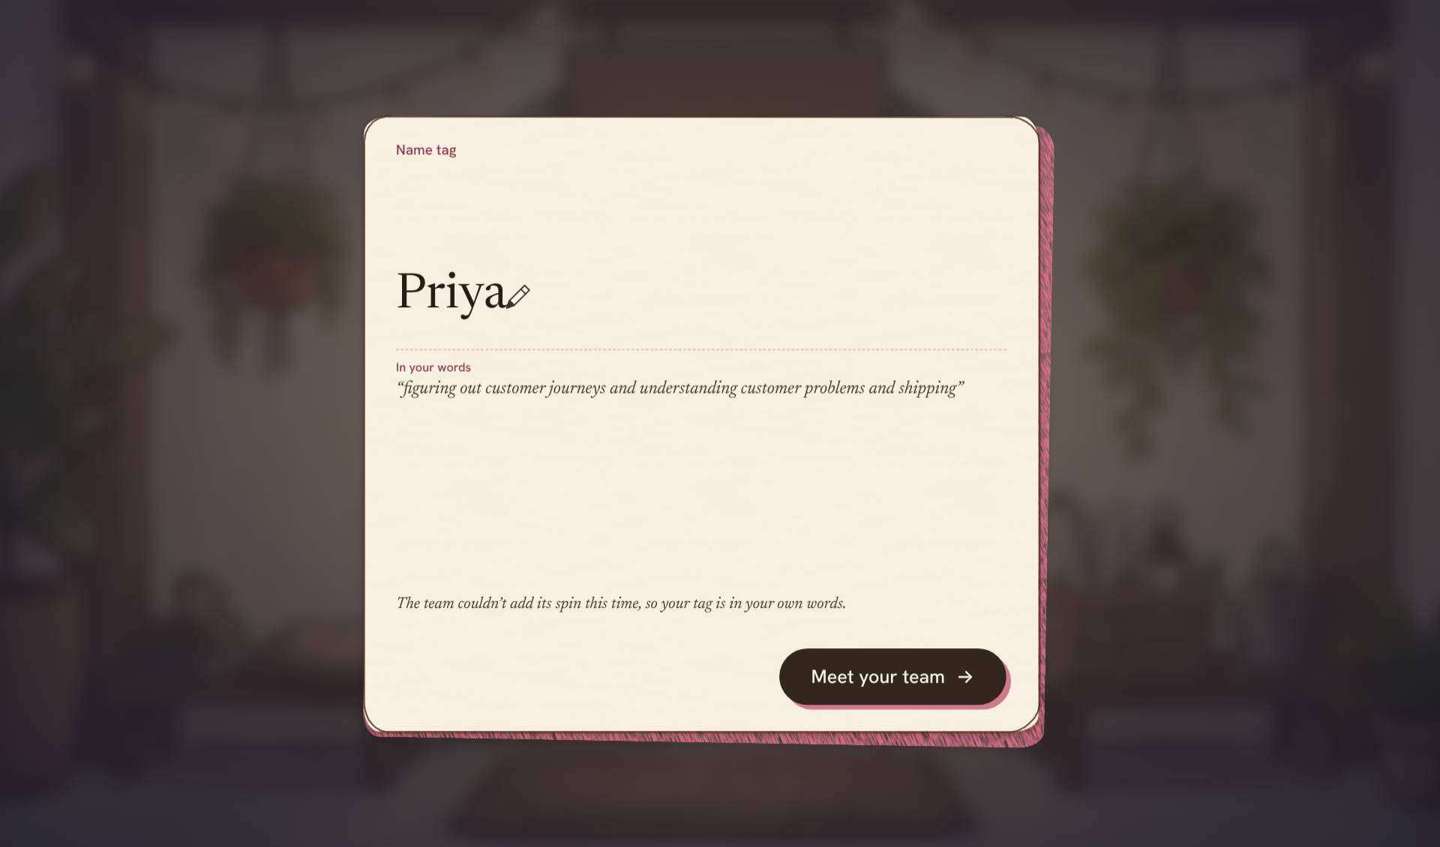 Name tag
Priya
In your words
“figuring out customer journeys and understanding customer problems and shipping”
The team couldn’t add its spin this time, so your tag is in your own words.
Meet your team →